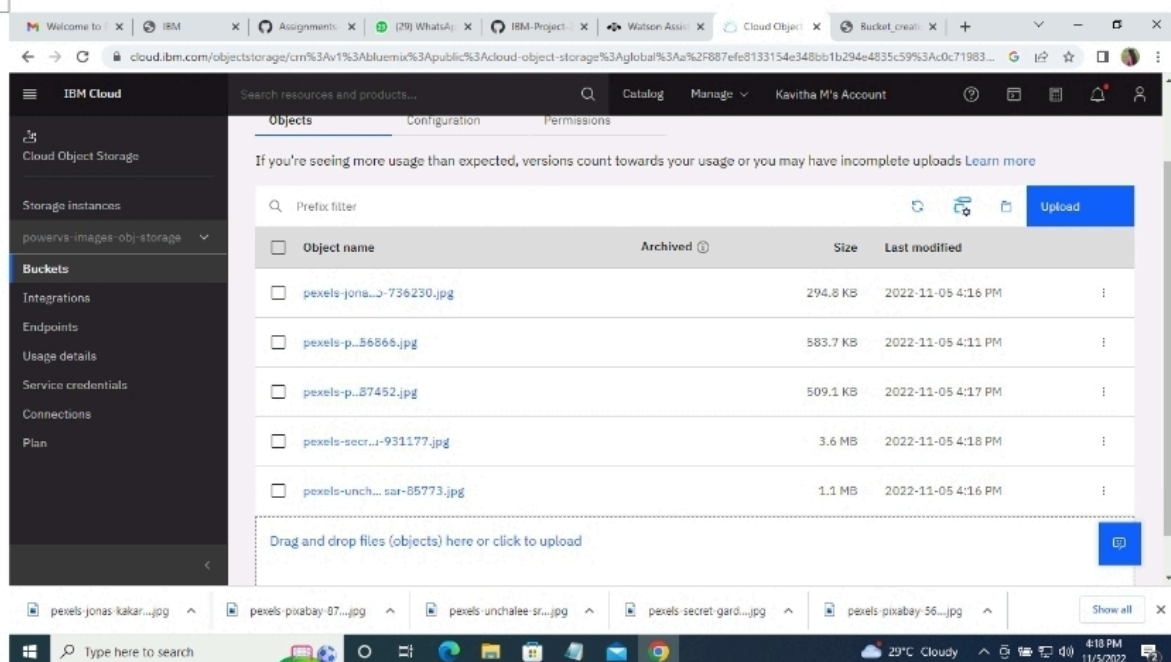 Welcome to I
IBM
Assignments
(29) WhatsAp
IBM-Project-
Watson Assis
Cloud Object
Bucket_creati
cloud.ibm.com/objectstorage/crn%3Av1%3Abluemix%3Apublic%3Acloud-object-storage%3Aglobal%3Aa%2F887efe8133154e348bb1b294e4835c59%3Ac0c71983...
IBM Cloud
Search resources and products...
Catalog
Manage
Kavitha M's Account
Cloud Object Storage
Storage instances
powervs-images-obj-storage
Buckets
Integrations
Endpoints
Usage details
Service credentials
Connections
Plan
Objects Configuration Permissions
If you're seeing more usage than expected, versions count towards your usage or you may have incomplete uploads Learn more
Prefix filter
Upload
Object name Archived Size Last modified
pexels-jona...o-736230.jpg 294.8 KB 2022-11-05 4:16 PM
pexels-p...56866.jpg 583.7 KB 2022-11-05 4:11 PM
pexels-p...87452.jpg 509.1 KB 2022-11-05 4:17 PM
pexels-secr...-931177.jpg 3.6 MB 2022-11-05 4:18 PM
pexels-unch... sar-85773.jpg 1.1 MB 2022-11-05 4:16 PM
Drag and drop files (objects) here or click to upload
pexels-jonas-kakar....jpg
pexels-pixabay-87....jpg
pexels-unchalee-sr....jpg
pexels-secret-gard....jpg
pexels-pixabay-56....jpg
Show all
Type here to search
29°C Cloudy
4:18 PM
11/5/2022